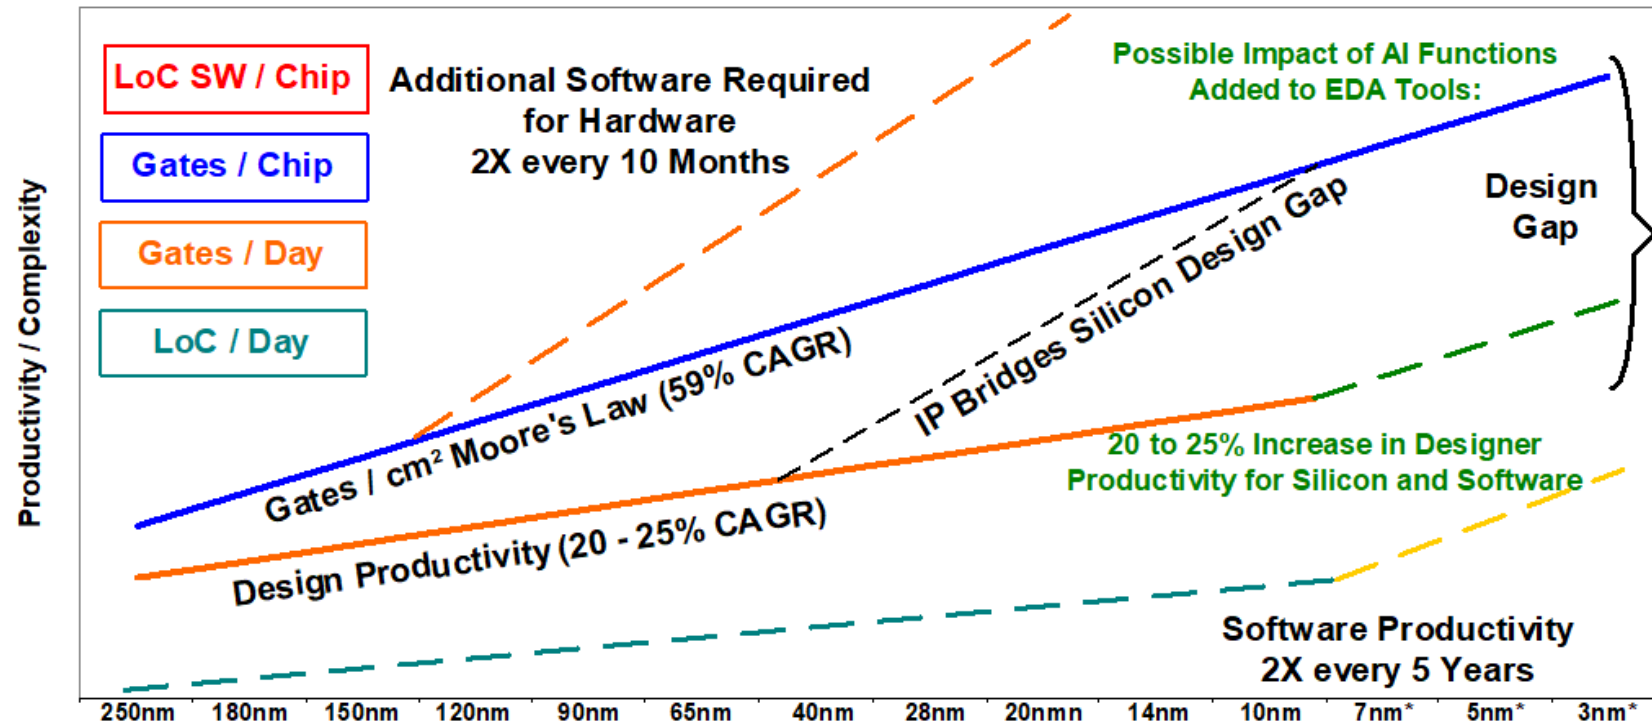 LoC SW / Chip
Gates / Chip
Gates / Day
LoC / Day
Additional Software Required
for Hardware
2X every 10 Months
Possible Impact of AI Functions
Added to EDA Tools:
Design
Gap
IP Bridges Silicon Design Gap
Gates / cm² Moore's Law (59% CAGR)
Design Productivity (20 - 25% CAGR)
20 to 25% Increase in Designer
Productivity for Silicon and Software
Software Productivity
2X every 5 Years
Productivity / Complexity
250nm 180nm 150nm 120nm 90nm 65nm 40nm 28nm 20nmn 14nm 10nm 7nm* 5nm* 3nm*